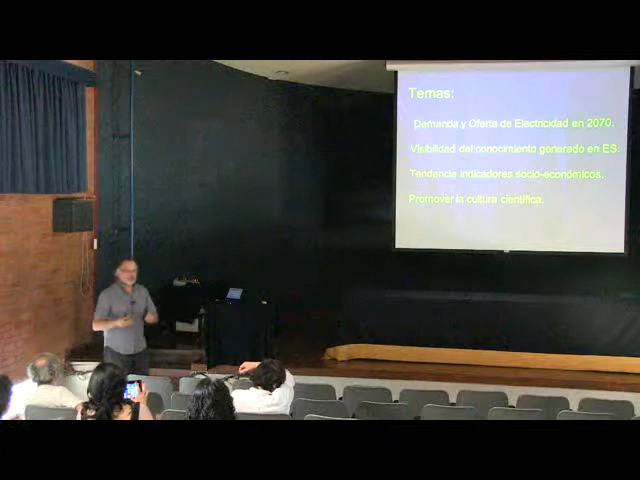 Temas:
Demanda y Oferta de Electricidad en 2070.
Visibilidad del conocimiento generado en ES.
Tendencia indicadores socio-económicos.
Promover la cultura científica.